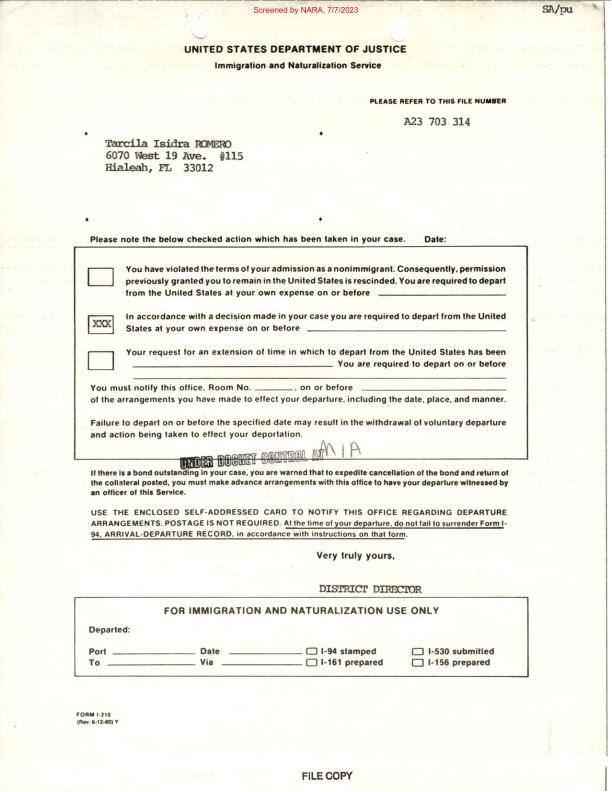 Screened by NARA, 7/7/2023
SA/pu
UNITED STATES DEPARTMENT OF JUSTICE
Immigration and Naturalization Service
PLEASE REFER TO THIS FILE NUMBER
A23 703 314
Tarcila Isidra ROMERO
6070 West 19 Ave. #115
Hialeah, FL 33012
Please note the below checked action which has been taken in your case. Date:
You have violated the terms of your admission as a nonimmigrant. Consequently, permission
previously granted you to remain in the United States is rescinded. You are required to depart
from the United States at your own expense on or before
XXX
In accordance with a decision made in your case you are required to depart from the United
States at your own expense on or before
Your request for an extension of time in which to depart from the United States has been
You are required to depart on or before
You must notify this office, Room No. , on or before
of the arrangements you have made to effect your departure, including the date, place, and manner.
Failure to depart on or before the specified date may result in the withdrawal of voluntary departure
and action being taken to effect your deportation.
UNDER DOCKET CONTROL AT MIA
If there is a bond outstanding in your case, you are warned that to expedite cancellation of the bond and return of
the collateral posted, you must make advance arrangements with this office to have your departure witnessed by
an officer of this Service.
USE THE ENCLOSED SELF-ADDRESSED CARD TO NOTIFY THIS OFFICE REGARDING DEPARTURE
ARRANGEMENTS. POSTAGE IS NOT REQUIRED. At the time of your departure, do not fail to surrender Form I-
94, ARRIVAL-DEPARTURE RECORD, in accordance with instructions on that form.
Very truly yours,
DISTRICT DIRECTOR
FOR IMMIGRATION AND NATURALIZATION USE ONLY
Departed:
Port Date I-94 stamped I-530 submitted
To Via I-161 prepared I-156 prepared
FORM I-210
(Rev. 6-12-80) Y
FILE COPY